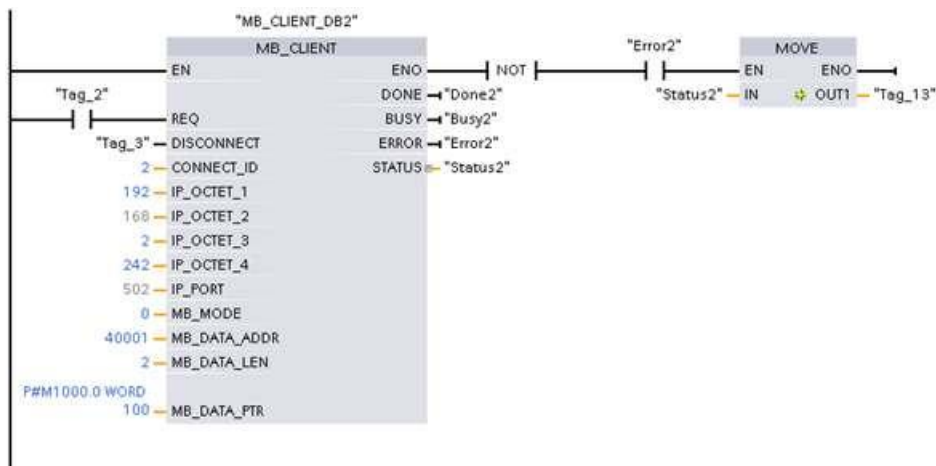 "MB_CLIENT_DB2"
MB_CLIENT
"Error2"
MOVE
EN
ENO
NOT
EN
ENO
"Tag_2"
DONE
"Done2"
"Status2"
IN
OUT1
"Tag_13"
REQ
BUSY
"Busy2"
"Tag_3"
DISCONNECT
ERROR
"Error2"
2
CONNECT_ID
STATUS
"Status2"
192
IP_OCTET_1
168
IP_OCTET_2
2
IP_OCTET_3
242
IP_OCTET_4
502
IP_PORT
0
MB_MODE
40001
MB_DATA_ADDR
2
MB_DATA_LEN
P#M1000.0 WORD
100
MB_DATA_PTR